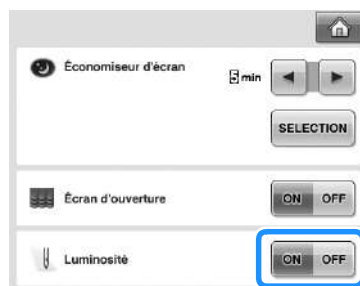 Économiseur d'écran
5 min
SELECTION
Écran d'ouverture
ON OFF
Luminosité
ON OFF